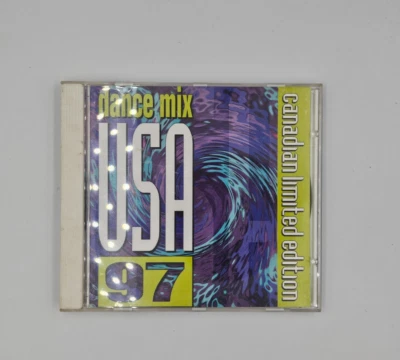 dance mix
USA
97
canadian limited edition